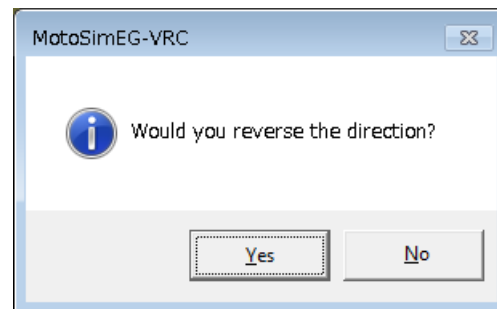 MotoSimEG-VRC
Would you reverse the direction?
Yes
No